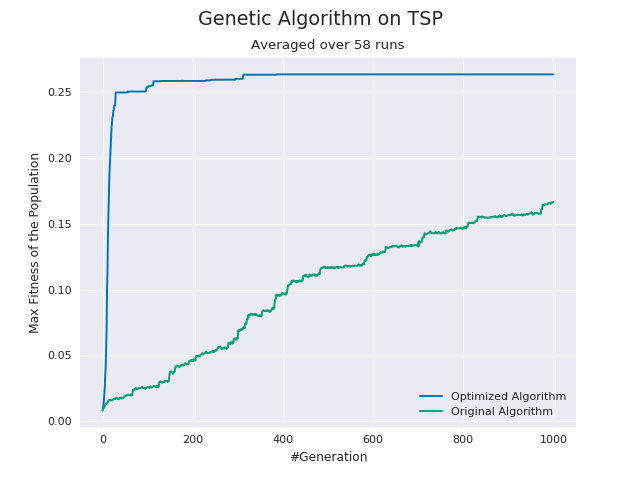 Genetic Algorithm on TSP
Averaged over 58 runs
Max Fitness of the Population
0.25
0.20
0.15
0.10
0.05
0.00
Optimized Algorithm
Original Algorithm
0 200 400 600 800 1000
#Generation